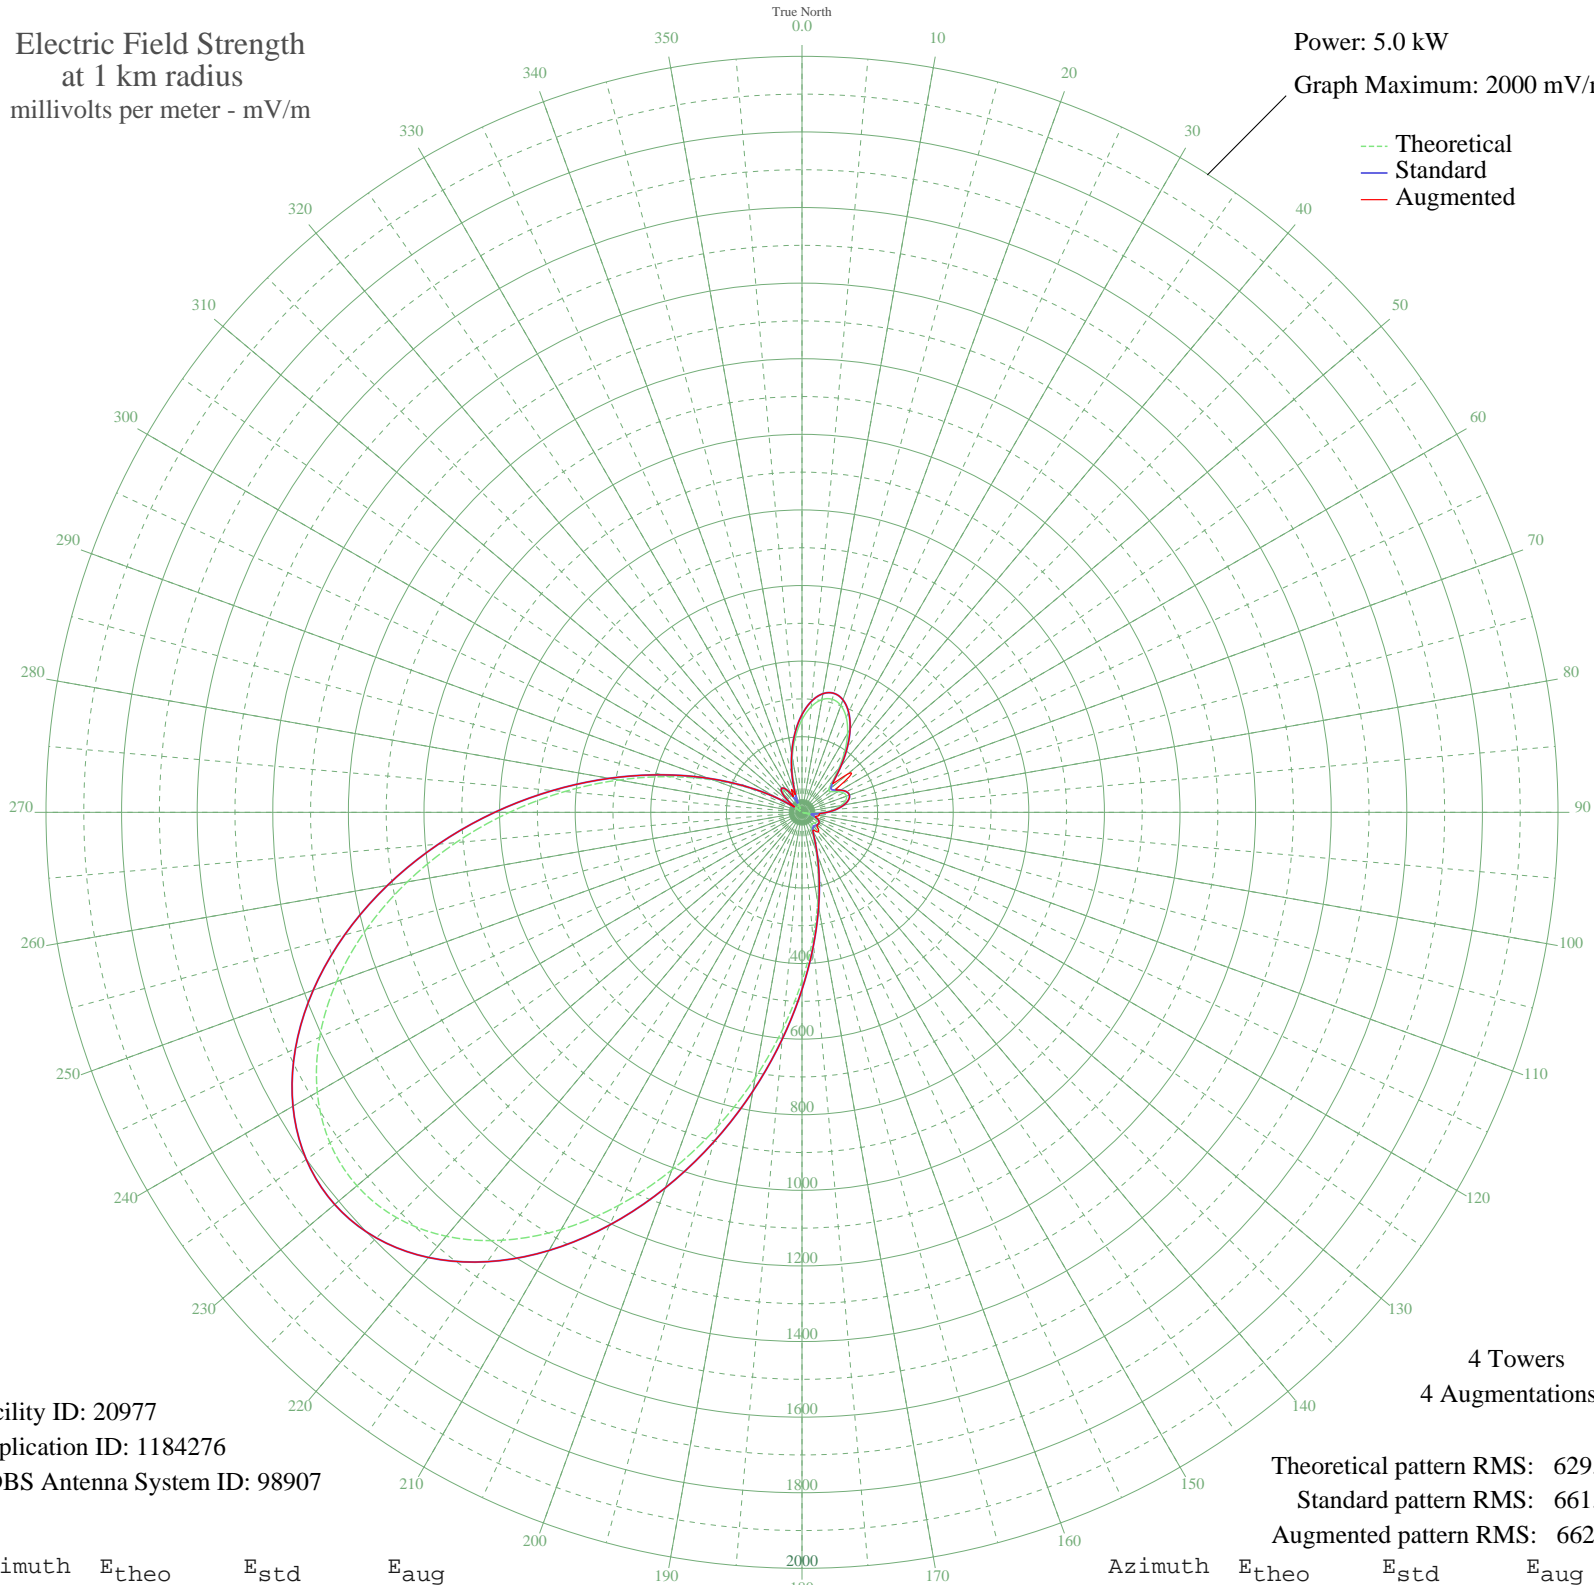 True North
0.0
Electric Field Strength
at 1 km radius
millivolts per meter - mV/m
Power: 5.0 kW
Graph Maximum: 2000 mV/
Theoretical
Standard
Augmented
10
20
30
40
50
60
70
80
90
100
110
120
130
140
150
160
170
190
200
210
220
230
240
250
260
270
280
290
300
310
320
330
340
350
400
600
800
1000
1200
1400
1600
1800
2000
4 Towers
4 Augmentations
cility ID: 20977
plication ID: 1184276
DBS Antenna System ID: 98907
Theoretical pattern RMS: 629
Standard pattern RMS: 661
Augmented pattern RMS: 662
imuth Etheo Estd Eaug
Azimuth Etheo Estd Eaug